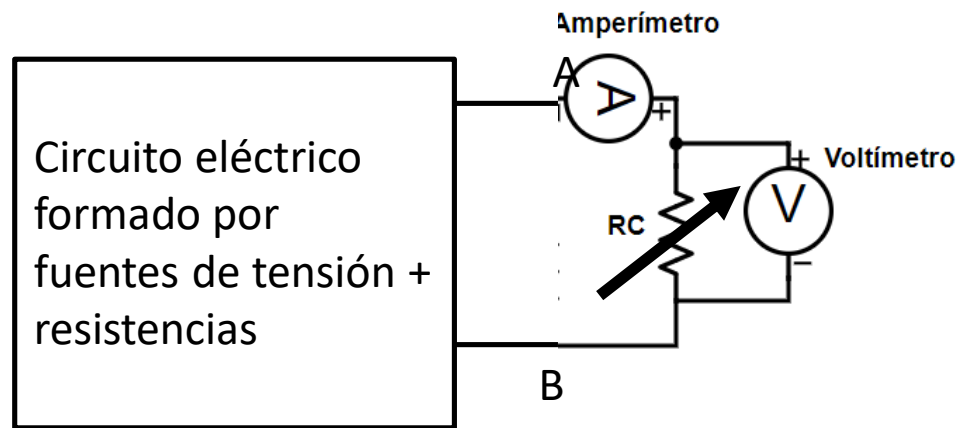 Amperímetro
A
A
+
Circuito eléctrico
formado por
fuentes de tensión +
resistencias
+
Voltímetro
V
RC
−
B